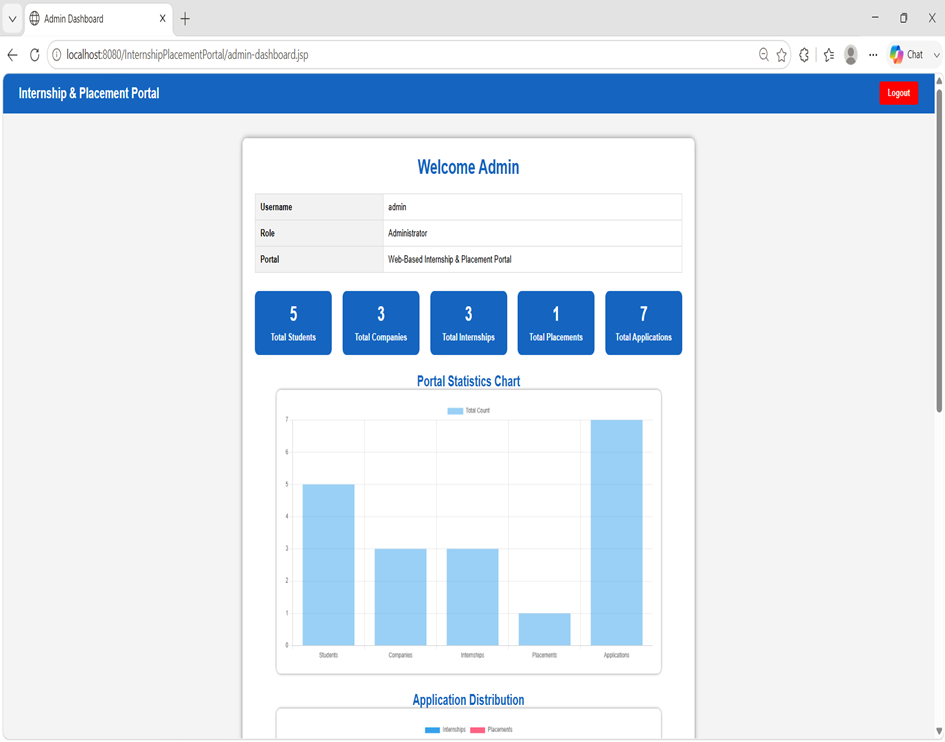 Admin Dashboard
localhost:8080/InternshipPlacementPortal/admin-dashboard.jsp
Chat
Internship & Placement Portal
Logout
Welcome Admin
Username admin
Role Administrator
Portal Web-Based Internship & Placement Portal
5 3 3 1 7
Total Students Total Companies Total Internships Total Placements Total Applications
Portal Statistics Chart
Total Count
7
6
5
4
3
2
1
0
Students Companies Internships Placements Applications
Application Distribution
Internships Placements